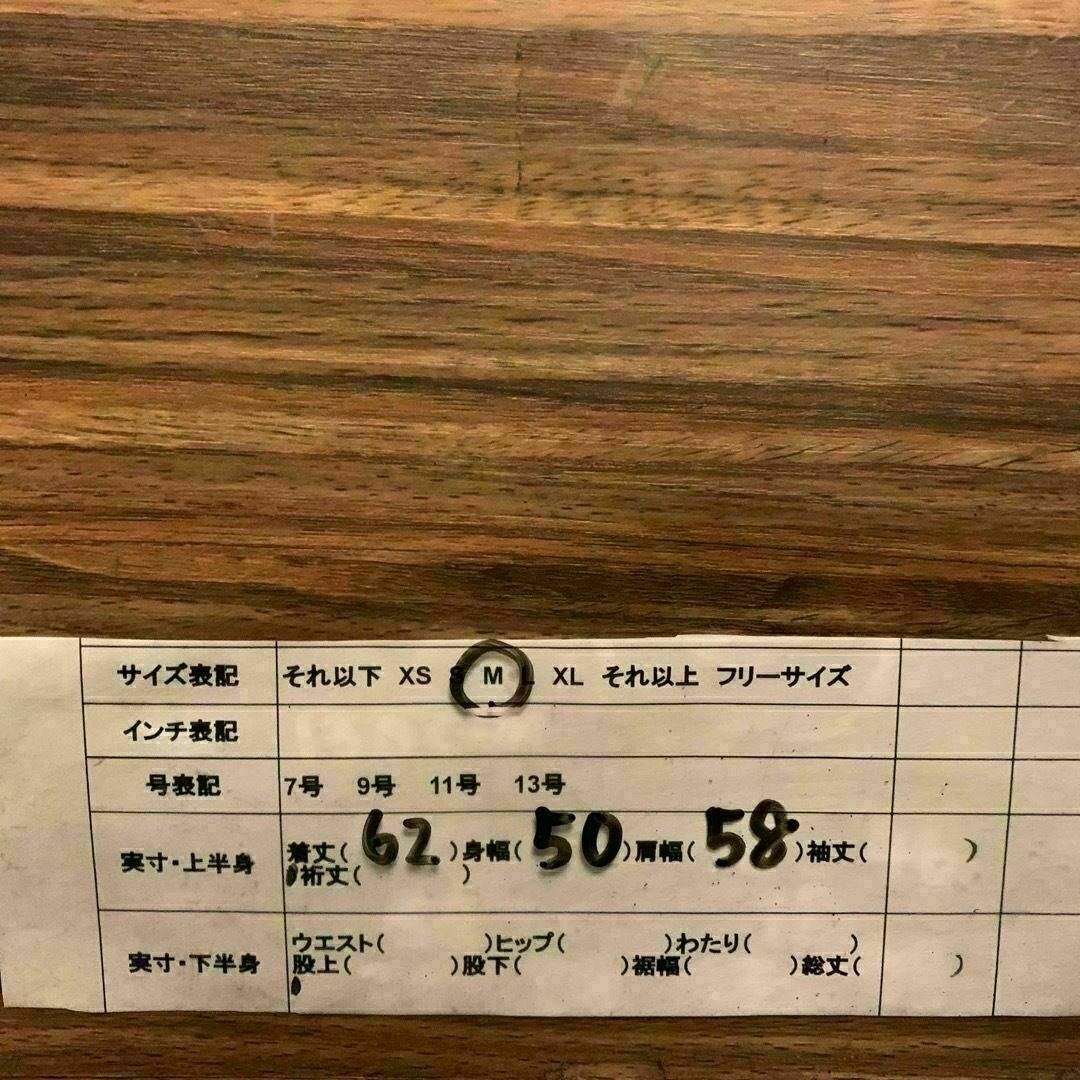 サイズ表記 それ以下 XS S M L XL それ以上 フリーサイズ
インチ表記
号表記 7号 9号 11号 13号
実寸・上半身 着丈( 62 )身幅( 50 )肩幅( 58 )袖丈( )
裄丈( )
実寸・下半身 ウエスト( )ヒップ( )わたり( )
股上( )股下( )裾幅( )総丈( )